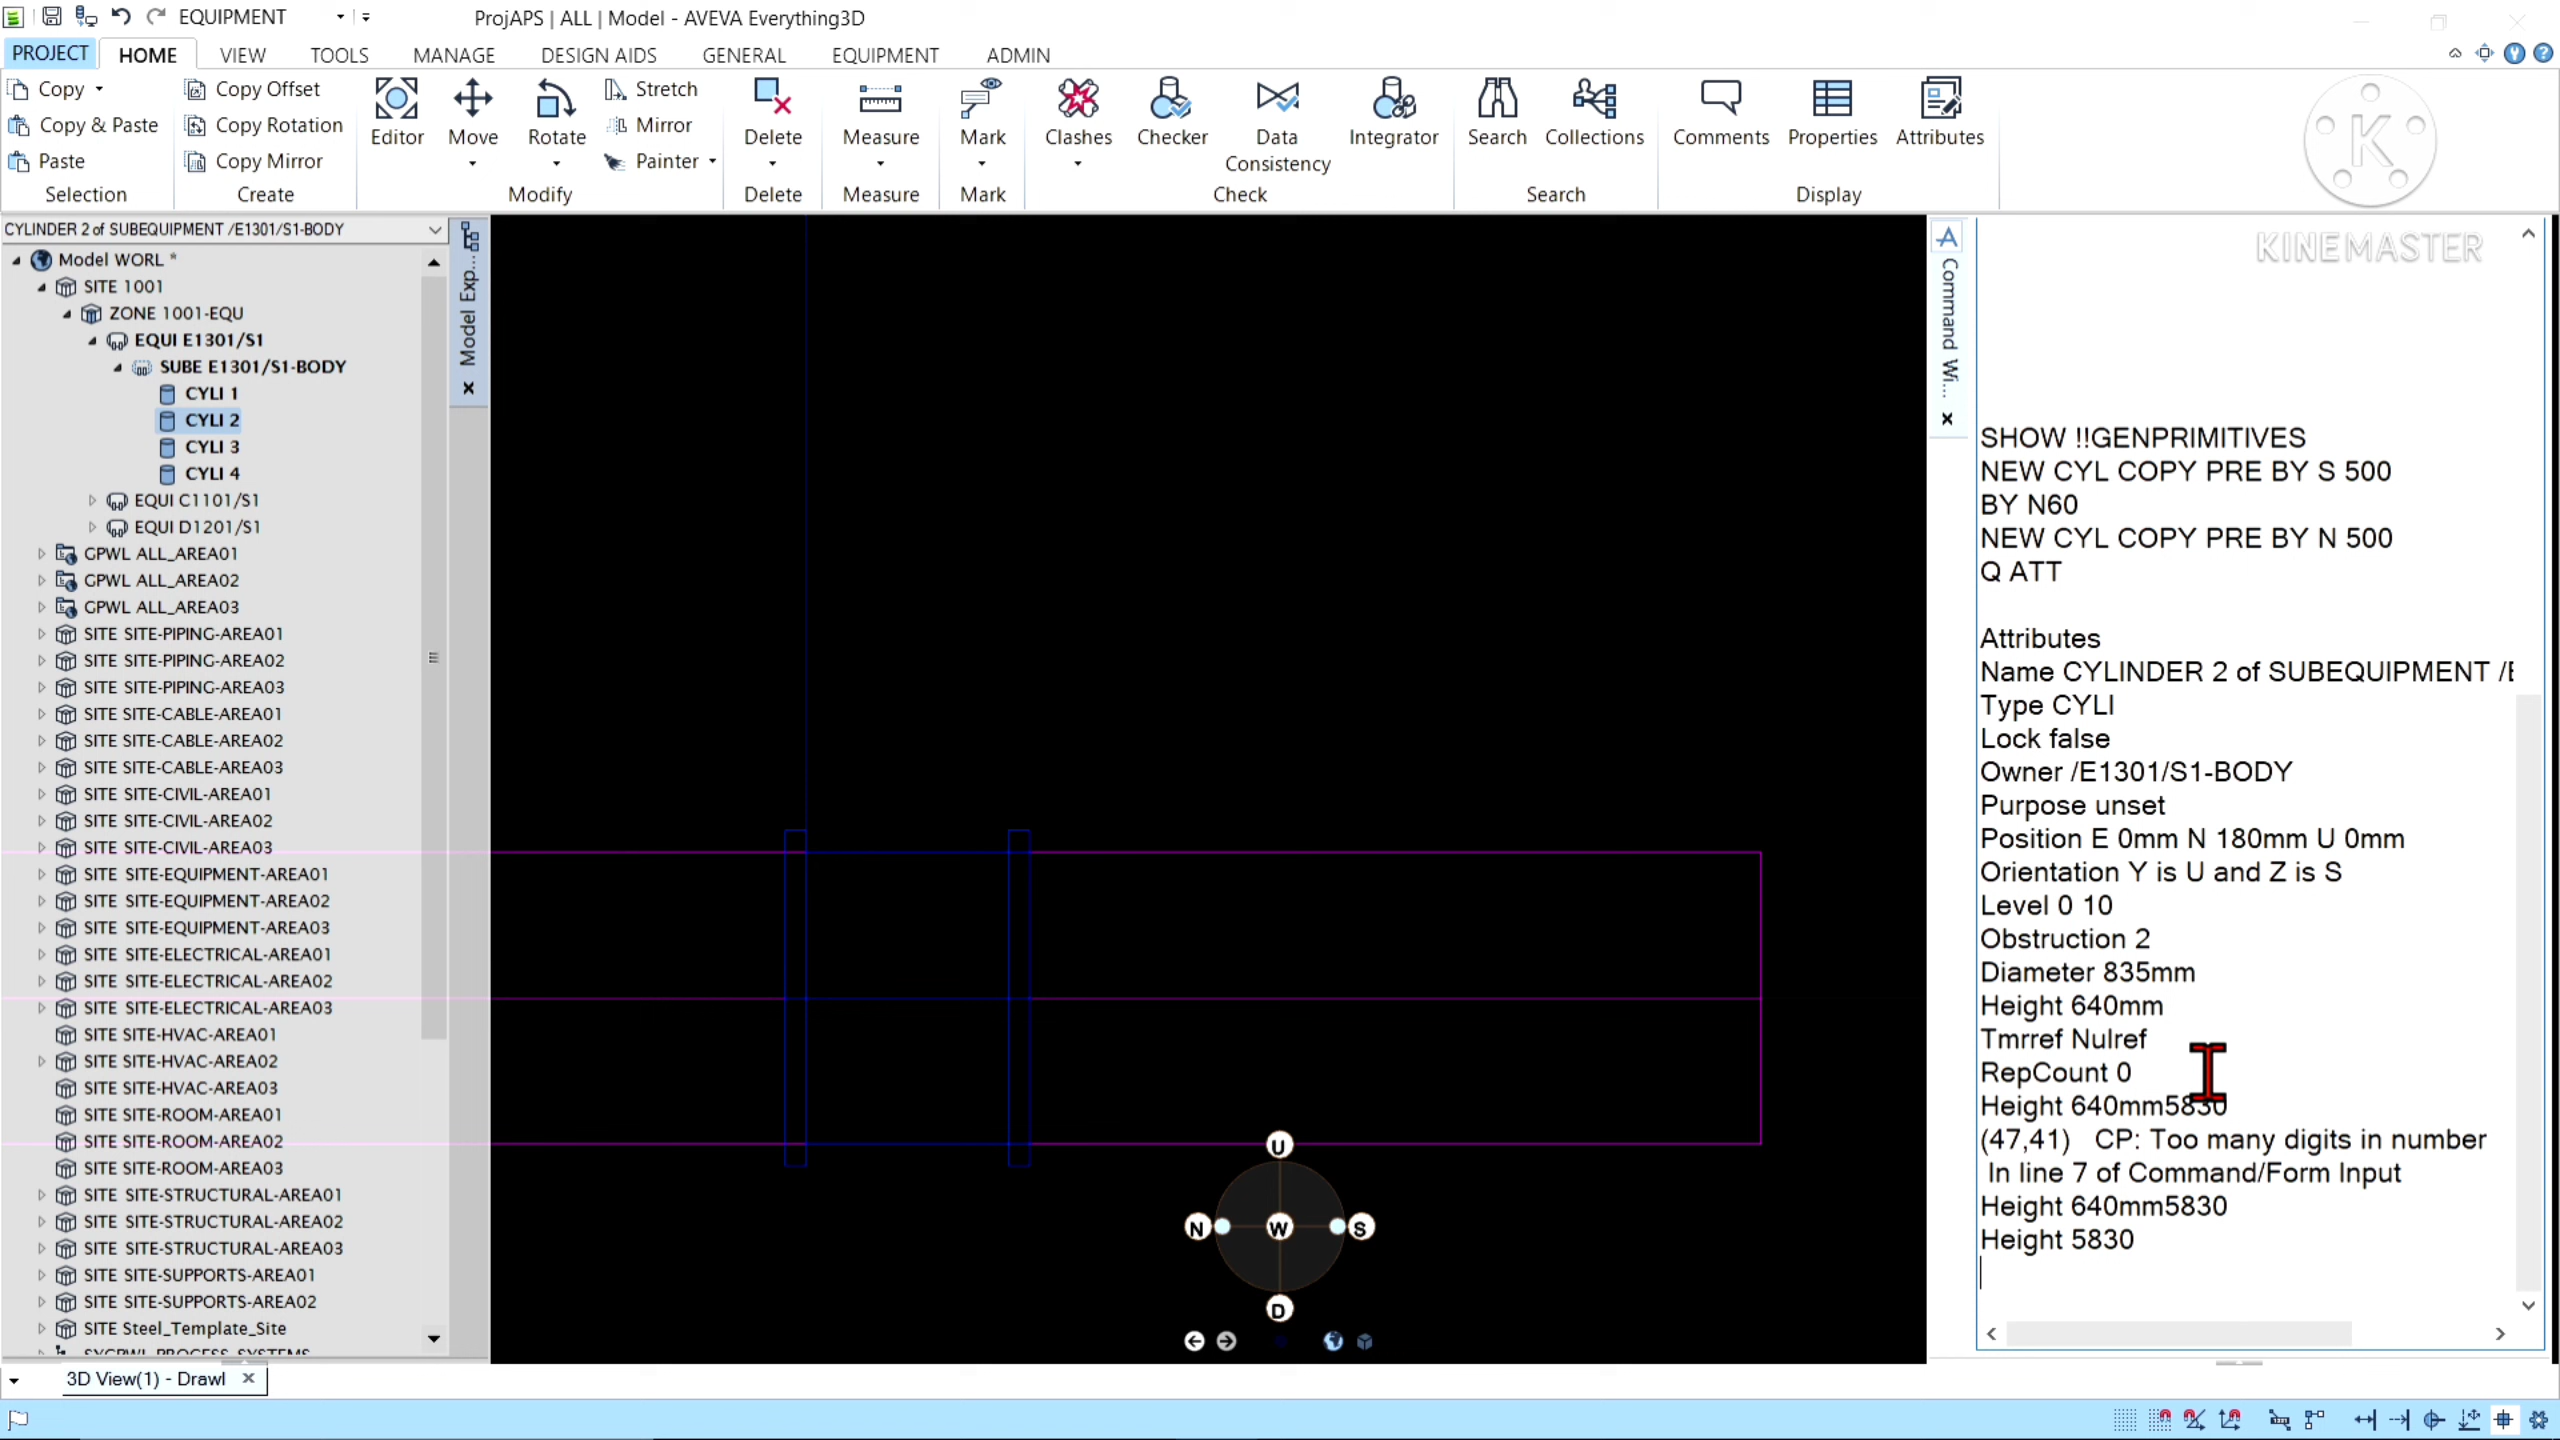 EQUIPMENT
ProjAPS | ALL | Model - AVEVA Everything3D
PROJECT
HOME
VIEW
TOOLS
MANAGE
DESIGN AIDS
GENERAL
EQUIPMENT
ADMIN
Copy
Copy & Paste
Paste
Selection
Copy Offset
Copy Rotation
Copy Mirror
Create
Editor
Move
Rotate
Stretch
Mirror
Painter
Modify
Delete
Delete
Measure
Measure
Mark
Mark
Clashes
Checker
Data
Consistency
Integrator
Check
Search
Collections
Search
Comments
Properties
Attributes
Display
K
KINEMASTER
CYLINDER 2 of SUBEQUIPMENT /E1301/S1-BODY
Model WORL *
SITE 1001
ZONE 1001-EQU
EQUI E1301/S1
SUBE E1301/S1-BODY
CYLI 1
CYLI 2
CYLI 3
CYLI 4
EQUI C1101/S1
EQUI D1201/S1
GPWL ALL_AREA01
GPWL ALL_AREA02
GPWL ALL_AREA03
SITE SITE-PIPING-AREA01
SITE SITE-PIPING-AREA02
SITE SITE-PIPING-AREA03
SITE SITE-CABLE-AREA01
SITE SITE-CABLE-AREA02
SITE SITE-CABLE-AREA03
SITE SITE-CIVIL-AREA01
SITE SITE-CIVIL-AREA02
SITE SITE-CIVIL-AREA03
SITE SITE-EQUIPMENT-AREA01
SITE SITE-EQUIPMENT-AREA02
SITE SITE-EQUIPMENT-AREA03
SITE SITE-ELECTRICAL-AREA01
SITE SITE-ELECTRICAL-AREA02
SITE SITE-ELECTRICAL-AREA03
SITE SITE-HVAC-AREA01
SITE SITE-HVAC-AREA02
SITE SITE-HVAC-AREA03
SITE SITE-ROOM-AREA01
SITE SITE-ROOM-AREA02
SITE SITE-ROOM-AREA03
SITE SITE-STRUCTURAL-AREA01
SITE SITE-STRUCTURAL-AREA02
SITE SITE-STRUCTURAL-AREA03
SITE SITE-SUPPORTS-AREA01
SITE SITE-SUPPORTS-AREA02
SITE Steel_Template_Site
SYGPWL PROCESS SYSTEMS
Model Exp...
U
N
W
S
D
Command Wi...
SHOW !!GENPRIMITIVES
NEW CYL COPY PRE BY S 500
BY N60
NEW CYL COPY PRE BY N 500
Q ATT
Attributes
Name CYLINDER 2 of SUBEQUIPMENT /E
Type CYLI
Lock false
Owner /E1301/S1-BODY
Purpose unset
Position E 0mm N 180mm U 0mm
Orientation Y is U and Z is S
Level 0 10
Obstruction 2
Diameter 835mm
Height 640mm
Tmrref Nulref
RepCount 0
Height 640mm5830
(47,41) CP: Too many digits in number
In line 7 of Command/Form Input
Height 640mm5830
Height 5830
3D View(1) - Drawl